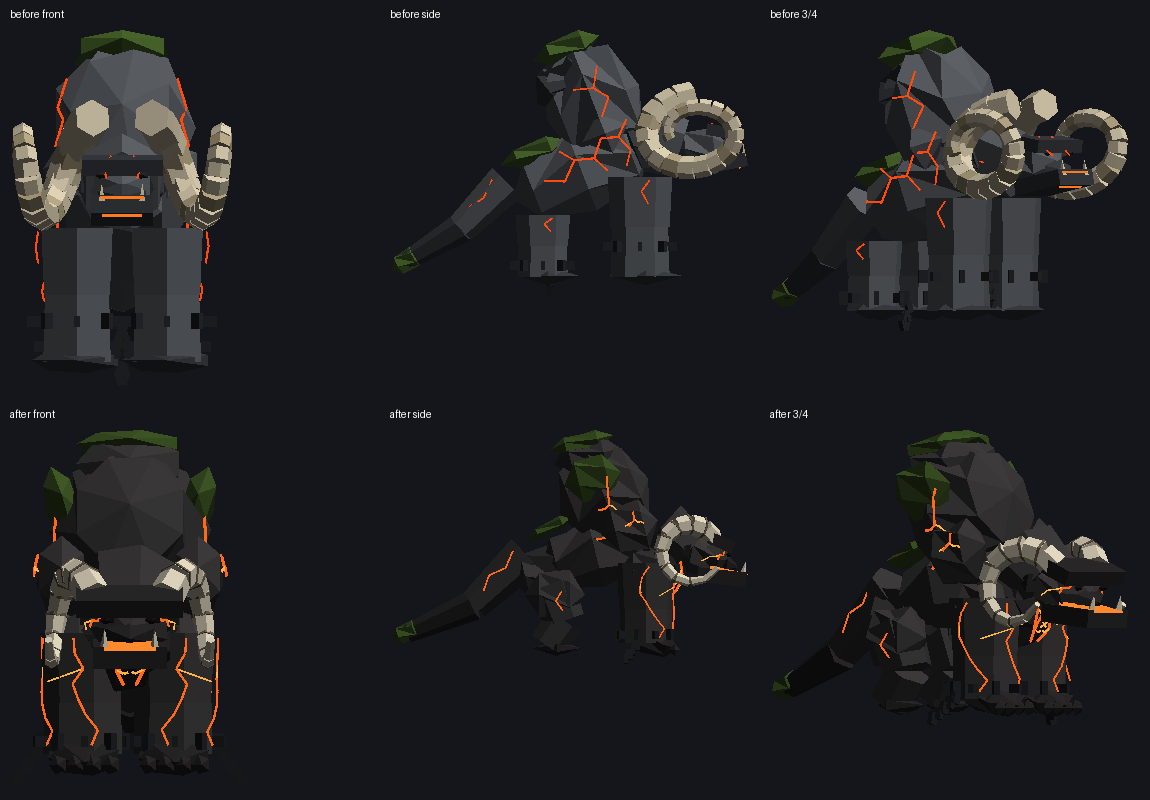 before front
before side
before 3/4
after front
after side
after 3/4